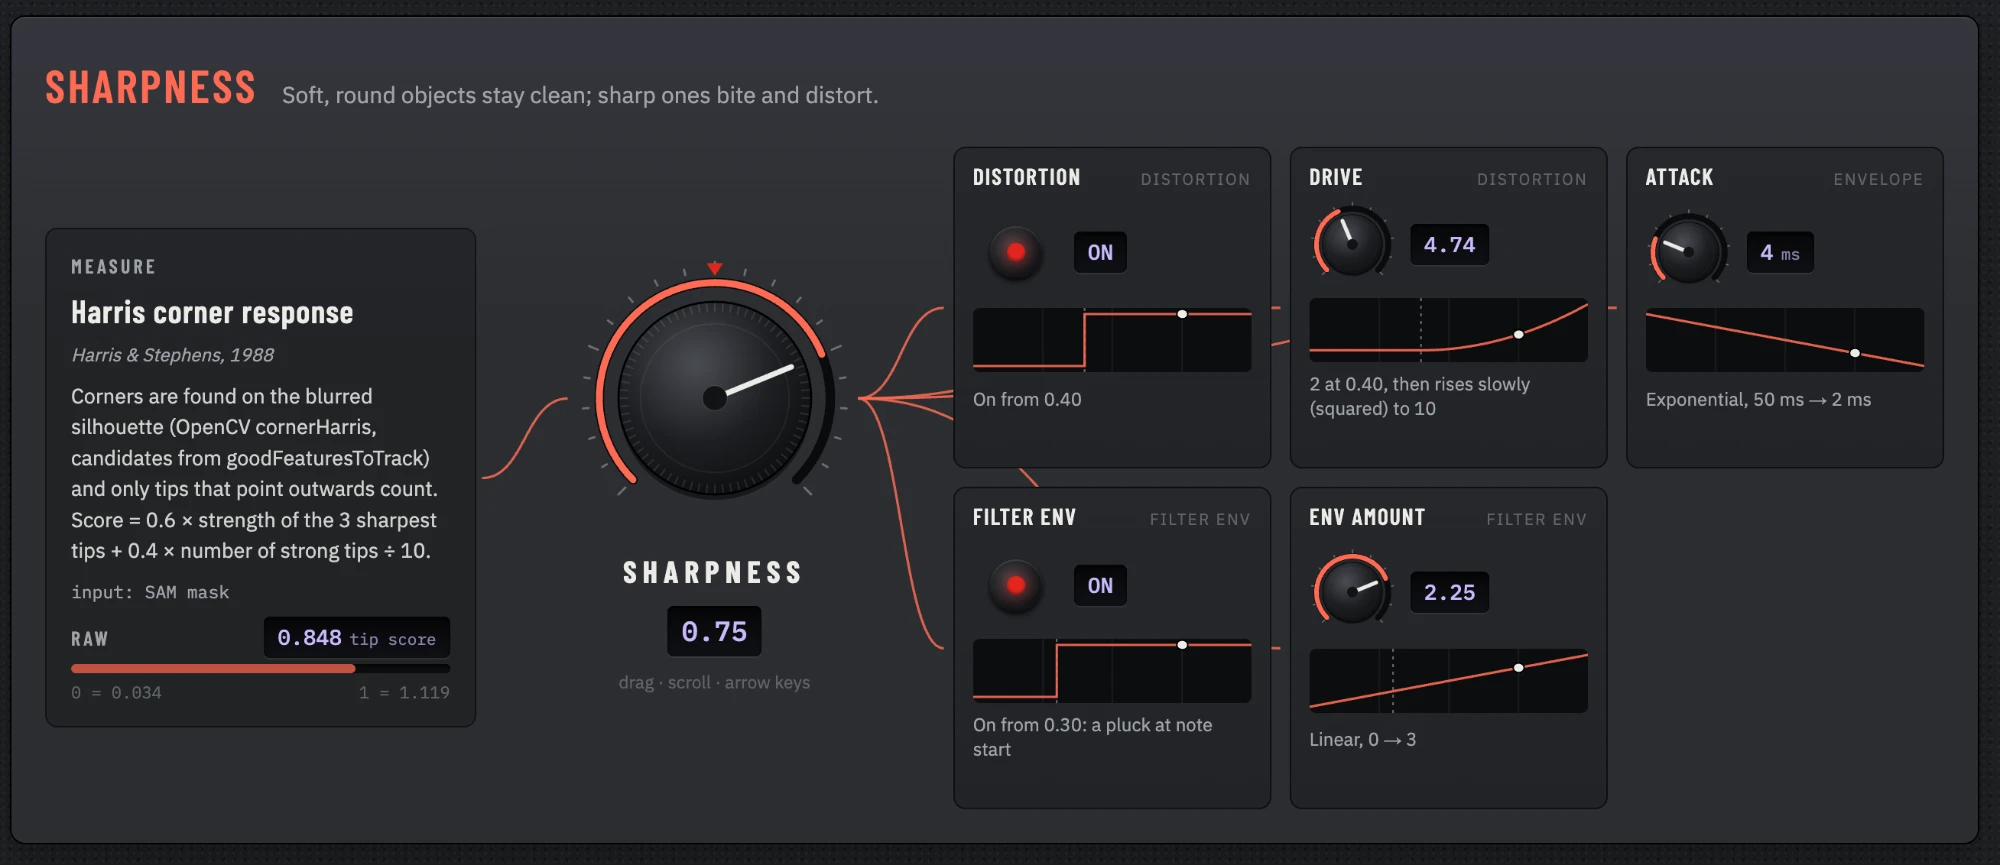 SHARPNESS Soft, round objects stay clean; sharp ones bite and distort.
MEASURE
Harris corner response
Harris & Stephens, 1988
Corners are found on the blurred
silhouette (OpenCV cornerHarris,
candidates from goodFeaturesToTrack)
and only tips that point outwards count.
Score = 0.6 × strength of the 3 sharpest
tips + 0.4 × number of strong tips ÷ 10.
input: SAM mask
RAW 0.848 tip score
0 = 0.034 1 = 1.119
SHARPNESS
0.75
drag · scroll · arrow keys
DISTORTION DISTORTION
ON
On from 0.40
DRIVE DISTORTION
4.74
2 at 0.40, then rises slowly
(squared) to 10
ATTACK ENVELOPE
4 ms
Exponential, 50 ms → 2 ms
FILTER ENV FILTER ENV
ON
On from 0.30: a pluck at note
start
ENV AMOUNT FILTER ENV
2.25
Linear, 0 → 3